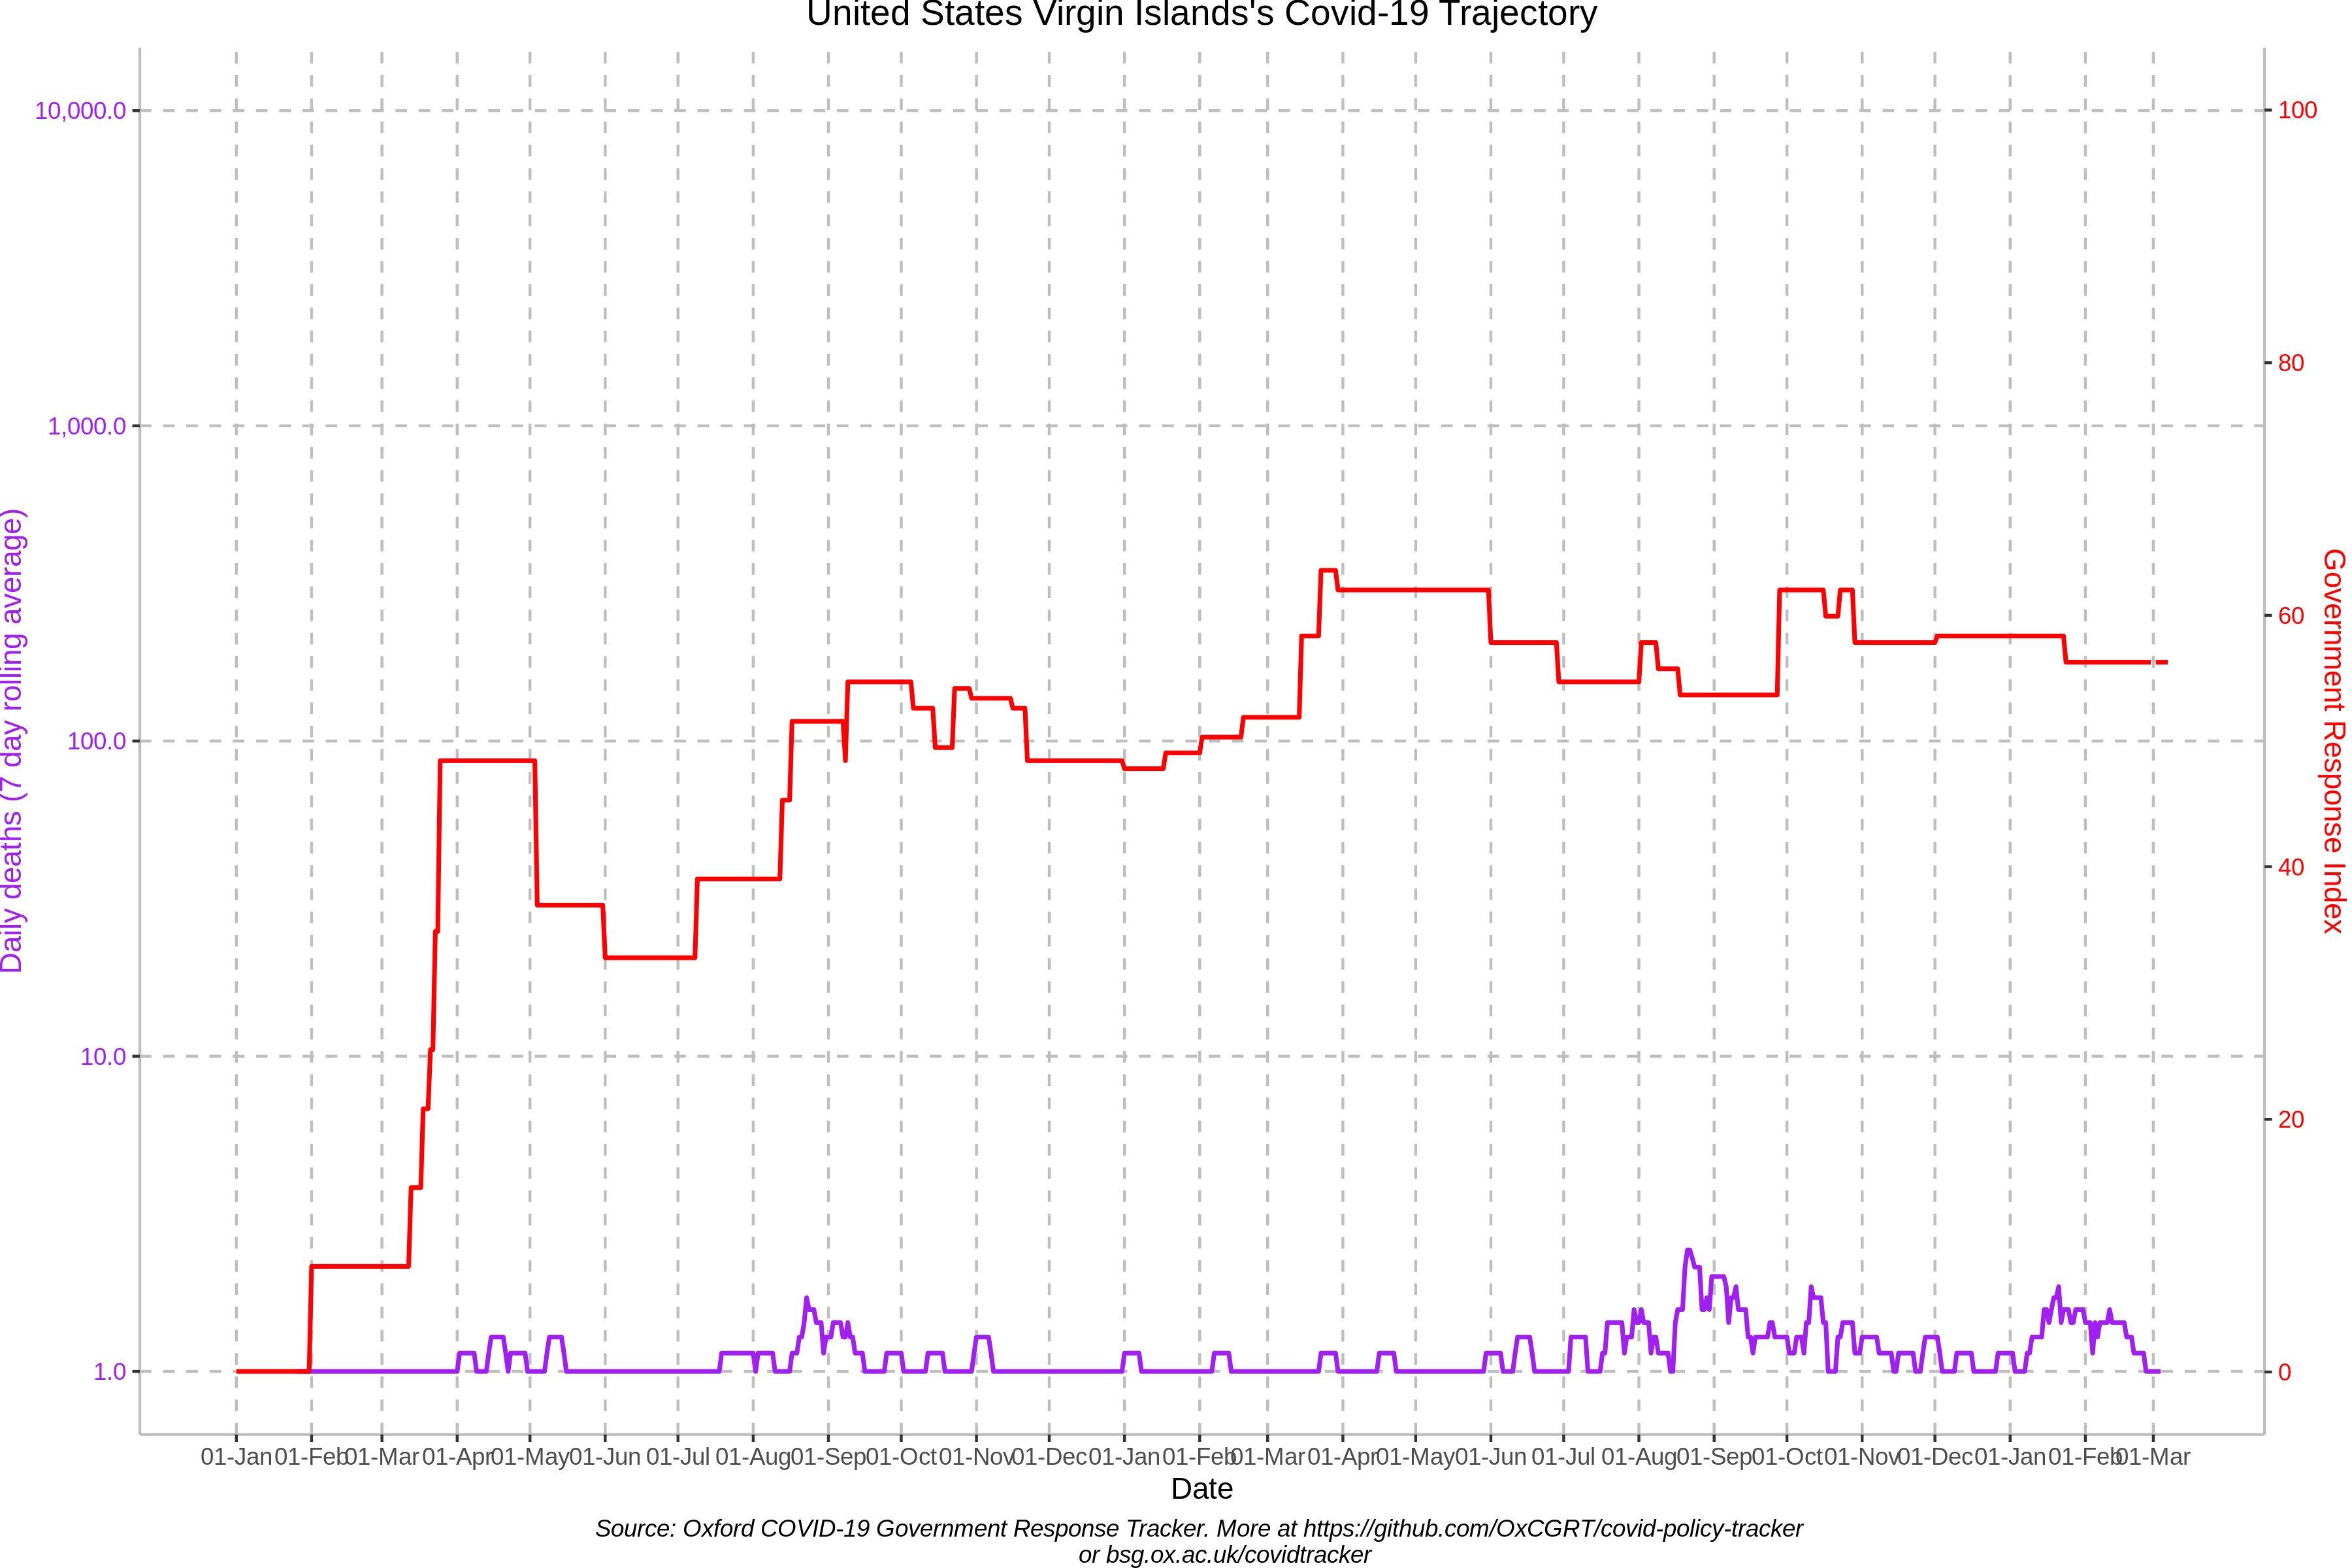 United States Virgin Islands's Covid-19 Trajectory
10,000.0
1,000.0
100.0
10.0
1.0
Daily deaths (7 day rolling average)
100
80
60
40
20
0
Government Response Index
01-Jan 01-Feb 01-Mar 01-Apr 01-May 01-Jun 01-Jul 01-Aug 01-Sep 01-Oct 01-Nov 01-Dec 01-Jan 01-Feb 01-Mar 01-Apr 01-May 01-Jun 01-Jul 01-Aug 01-Sep 01-Oct 01-Nov 01-Dec 01-Jan 01-Feb 01-Mar
Date
Source: Oxford COVID-19 Government Response Tracker. More at https://github.com/OxCGRT/covid-policy-tracker
or bsg.ox.ac.uk/covidtracker